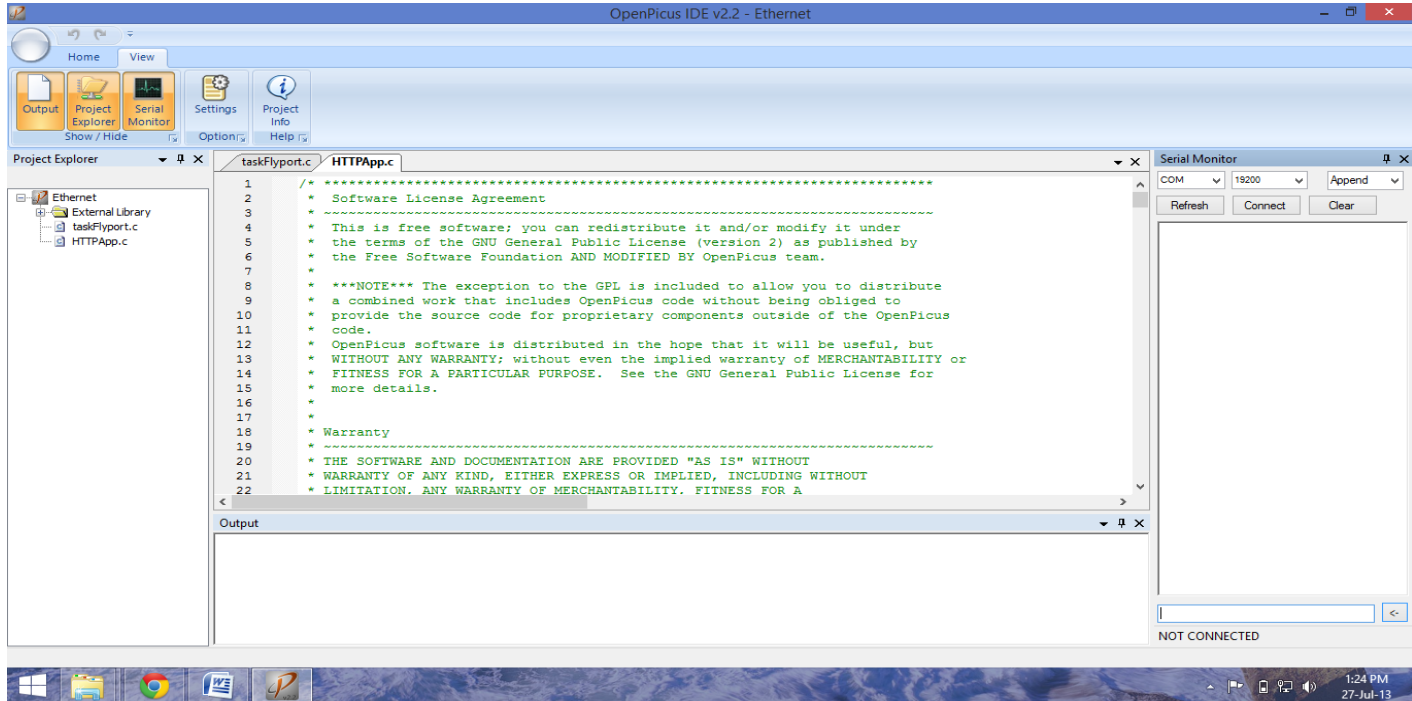 OpenPicus IDE v2.2 - Ethernet
Home View
Output Project Explorer Serial Monitor Settings Project Info
Show / Hide Options Help
Project Explorer
Ethernet
External Library
taskFlyport.c
HTTPApp.c
taskFlyport.c HTTPApp.c
1 /* **************************************************************************
2 * Software License Agreement
3 * ~~~~~~~~~~~~~~~~~~~~~~~~~~~~~~~~~~~~~~~~~~~~~~~~~~~~~~~~~~~~~~~~~~~~~~~~~~~
4 * This is free software; you can redistribute it and/or modify it under
5 * the terms of the GNU General Public License (version 2) as published by
6 * the Free Software Foundation AND MODIFIED BY OpenPicus team.
7 *
8 * ***NOTE*** The exception to the GPL is included to allow you to distribute
9 * a combined work that includes OpenPicus code without being obliged to
10 * provide the source code for proprietary components outside of the OpenPicus
11 * code.
12 * OpenPicus software is distributed in the hope that it will be useful, but
13 * WITHOUT ANY WARRANTY; without even the implied warranty of MERCHANTABILITY or
14 * FITNESS FOR A PARTICULAR PURPOSE. See the GNU General Public License for
15 * more details.
16 *
17 *
18 * Warranty
19 * ~~~~~~~~~~~~~~~~~~~~~~~~~~~~~~~~~~~~~~~~~~~~~~~~~~~~~~~~~~~~~~~~~~~~~~~~~~~
20 * THE SOFTWARE AND DOCUMENTATION ARE PROVIDED "AS IS" WITHOUT
21 * WARRANTY OF ANY KIND, EITHER EXPRESS OR IMPLIED, INCLUDING WITHOUT
22 * LIMITATION, ANY WARRANTY OF MERCHANTABILITY, FITNESS FOR A
Output
Serial Monitor
COM 19200 Append
Refresh Connect Clear
<-
NOT CONNECTED
1:24 PM
27-Jul-13